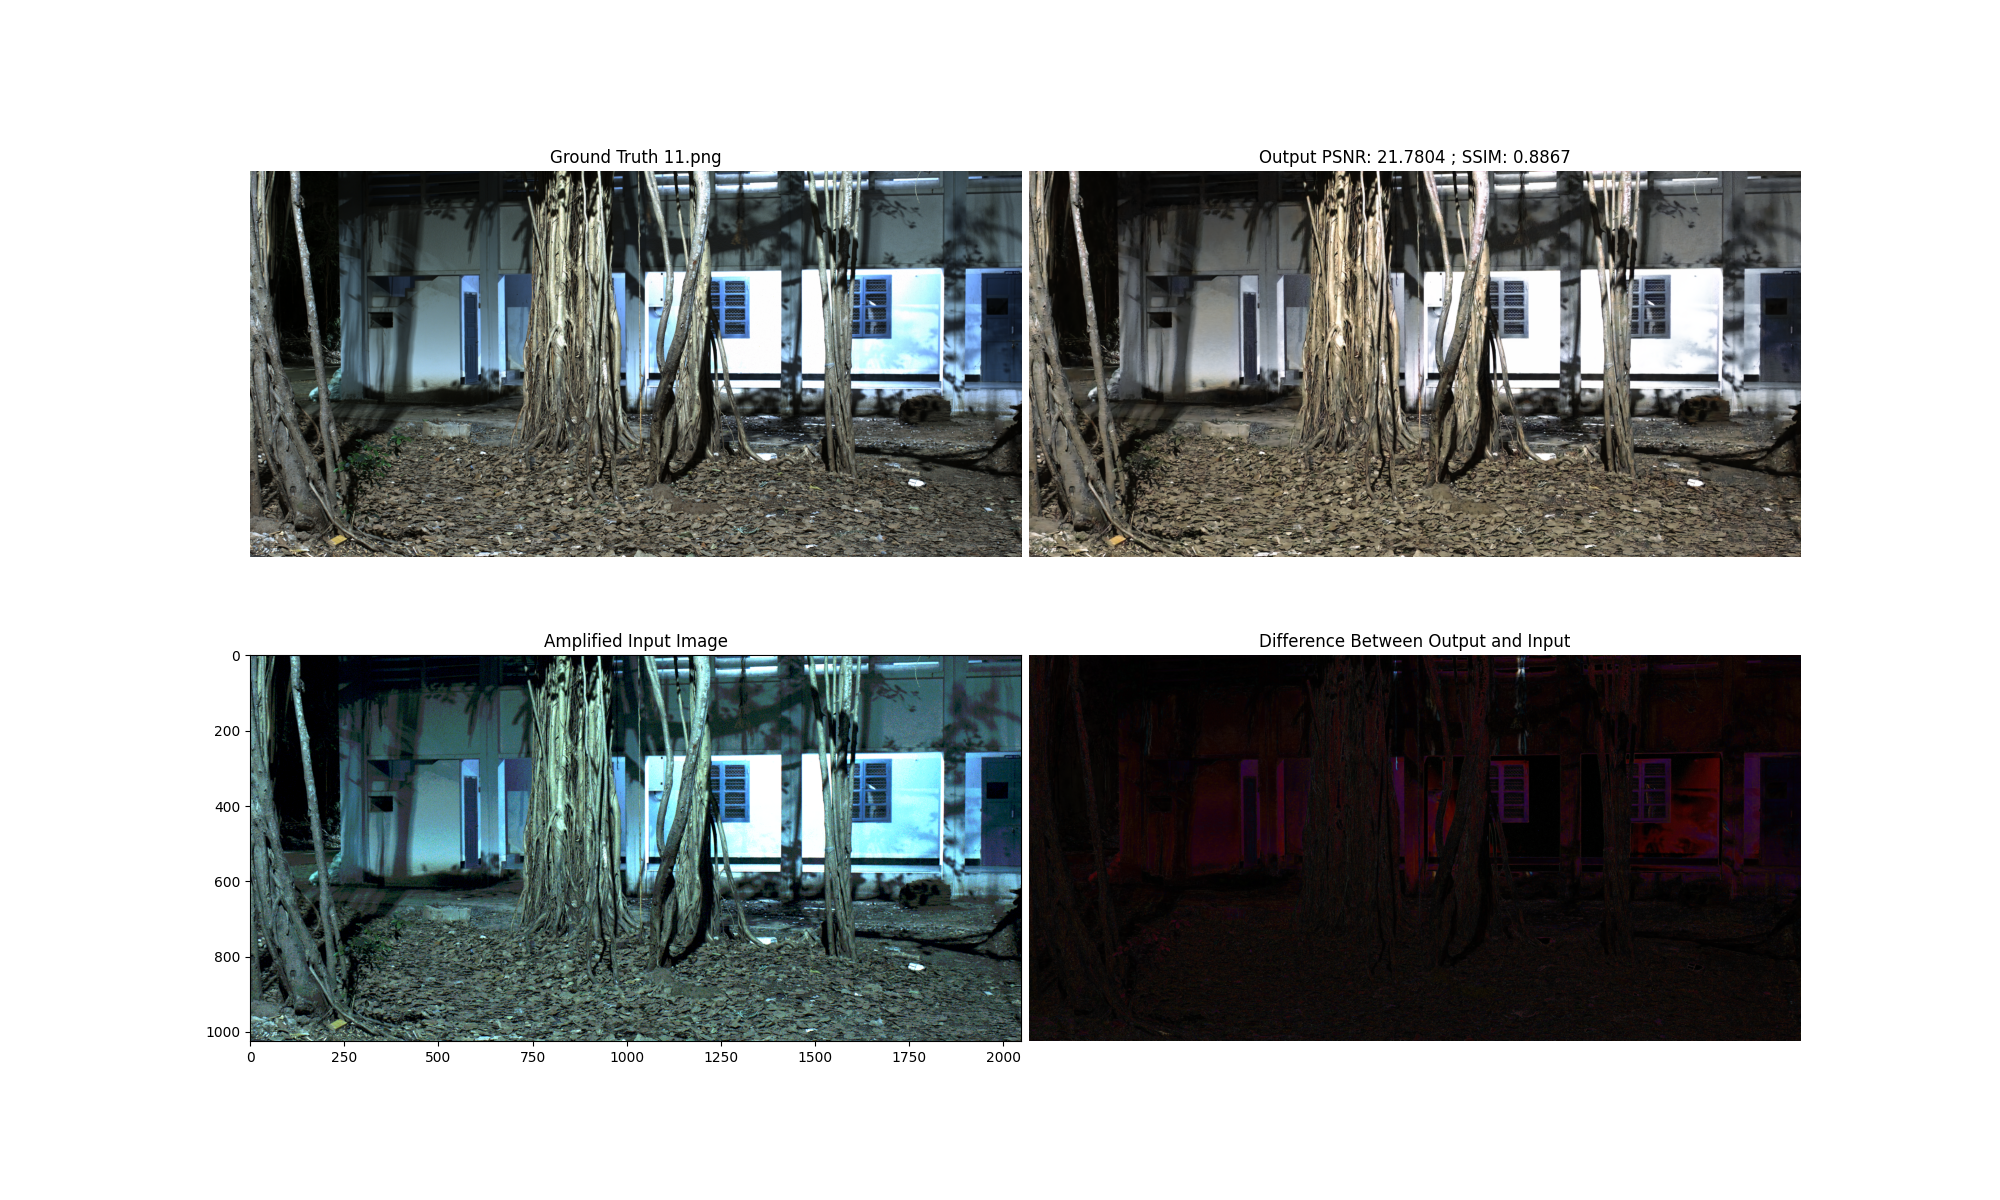 Ground Truth 11.png
Output PSNR: 21.7804 ; SSIM: 0.8867
Amplified Input Image
Difference Between Output and Input
0
200
400
600
800
1000
0 250 500 750 1000 1250 1500 1750 2000